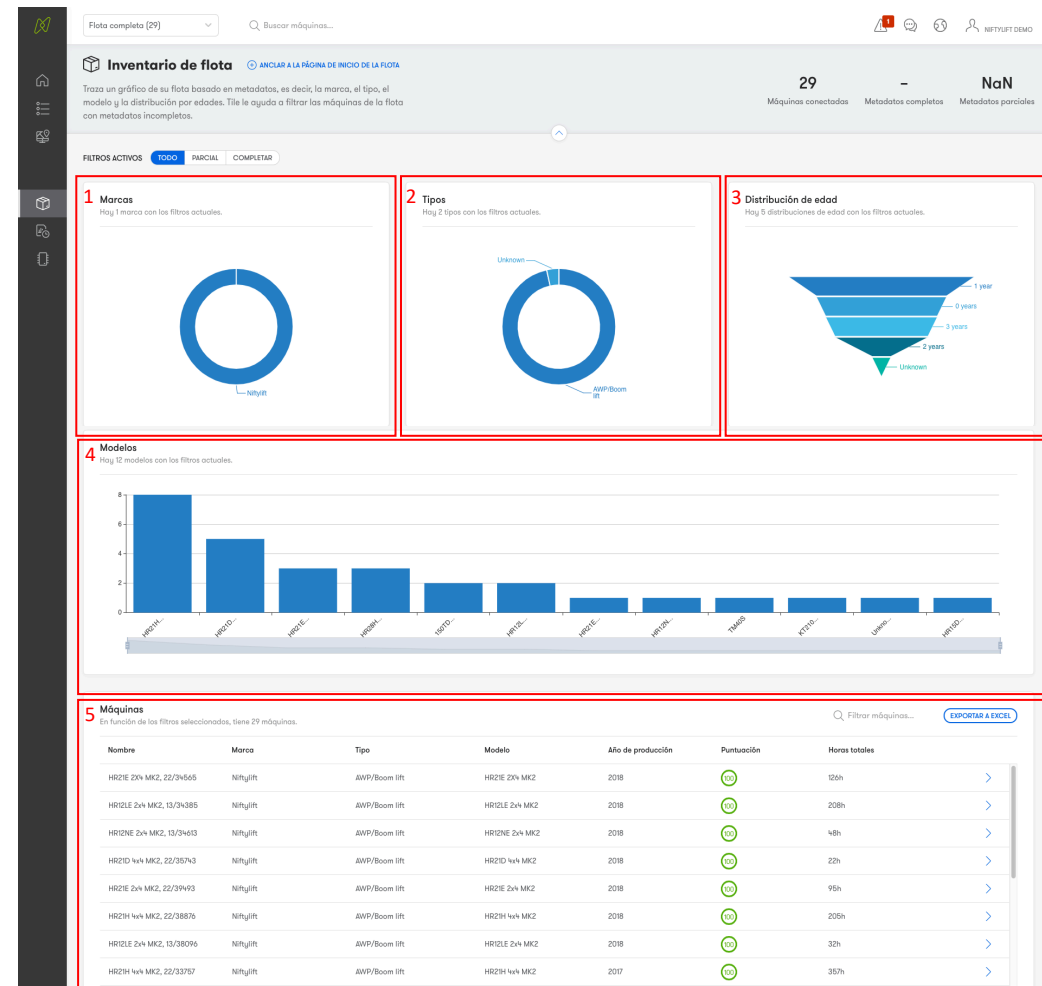 Flota completa (29)
Buscar máquinas...
1
NIFTYLIFT DEMO
Inventario de flota
ANCLAR A LA PÁGINA DE INICIO DE LA FLOTA
Traza un gráfico de su flota basado en metadatos, es decir, la marca, el tipo, el
modelo y la distribución por edades. Tile le ayuda a filtrar las máquinas de la flota
con metadatos incompletos.
29
Máquinas conectadas
–
Metadatos completos
NaN
Metadatos parciales
FILTROS ACTIVOS TODO PARCIAL COMPLETAR
1 Marcas
Hay 1 marca con los filtros actuales.
Niftylift
2 Tipos
Hay 2 tipos con los filtros actuales.
Unknown
AWP/Boom
lift
3 Distribución de edad
Hay 5 distribuciones de edad con los filtros actuales.
1 year
0 years
3 years
2 years
Unknown
4 Modelos
Hay 12 modelos con los filtros actuales.
8
6
4
2
0
HR21H... HR21D... HR21E... HR28H... 150TD... HR12L... HR21E... HR12N... TM40S KT210... Unkno... HR15D...
5 Máquinas
En función de los filtros seleccionados, tiene 29 máquinas.
Filtrar máquinas...
EXPORTAR A EXCEL
Nombre Marca Tipo Modelo Año de producción Puntuación Horas totales
HR21E 2X4 MK2, 22/34565 Niftylift AWP/Boom lift HR21E 2X4 MK2 2018 100 126h
HR12LE 2x4 MK2, 13/34385 Niftylift AWP/Boom lift HR12LE 2x4 MK2 2018 100 208h
HR12NE 2x4 MK2, 13/34613 Niftylift AWP/Boom lift HR12NE 2x4 MK2 2018 100 48h
HR21D 4x4 MK2, 22/35743 Niftylift AWP/Boom lift HR21D 4x4 MK2 2018 100 22h
HR21E 2x4 MK2, 22/39493 Niftylift AWP/Boom lift HR21E 2x4 MK2 2018 100 95h
HR21H 4x4 MK2, 22/38876 Niftylift AWP/Boom lift HR21H 4x4 MK2 2018 100 205h
HR12LE 2x4 MK2, 13/38096 Niftylift AWP/Boom lift HR12LE 2x4 MK2 2018 100 32h
HR21H 4x4 MK2, 22/33757 Niftylift AWP/Boom lift HR21H 4x4 MK2 2017 100 357h